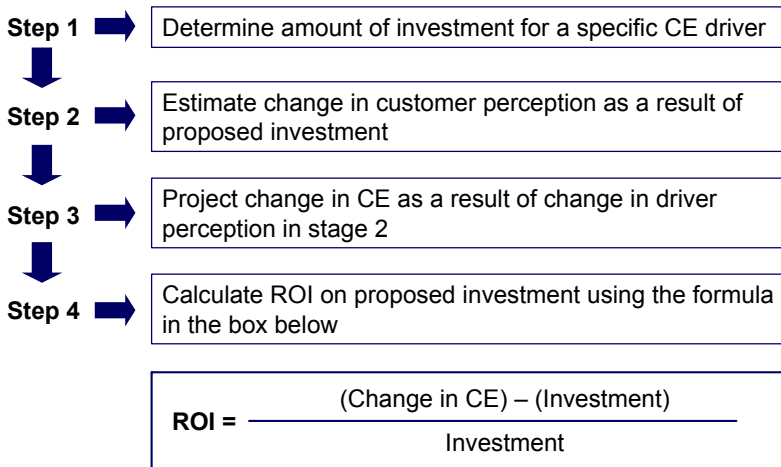 Step 1
Determine amount of investment for a specific CE driver
Step 2
Estimate change in customer perception as a result of
proposed investment
Step 3
Project change in CE as a result of change in driver
perception in stage 2
Step 4
Calculate ROI on proposed investment using the formula
in the box below
(Change in CE) – (Investment)
ROI =
Investment